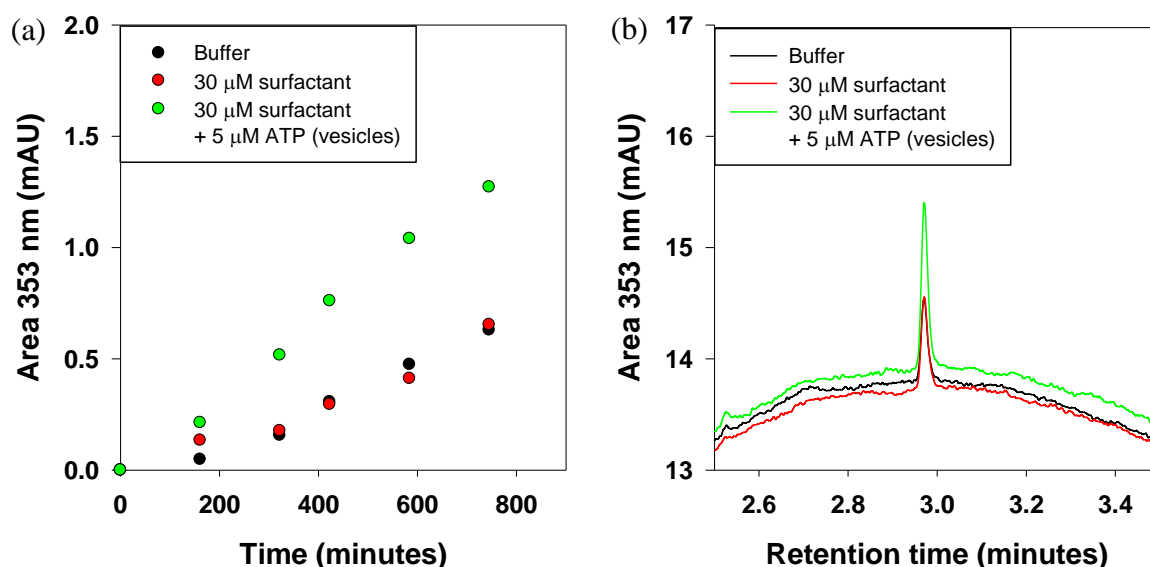 (a)
Area 353 nm (mAU)
2.0
1.5
1.0
0.5
0.0
Buffer
30 μM surfactant
30 μM surfactant
+ 5 μM ATP (vesicles)
0 200 400 600 800
Time (minutes)
(b)
Area 353 nm (mAU)
17
16
15
14
13
Buffer
30 μM surfactant
30 μM surfactant
+ 5 μM ATP (vesicles)
2.6 2.8 3.0 3.2 3.4
Retention time (minutes)